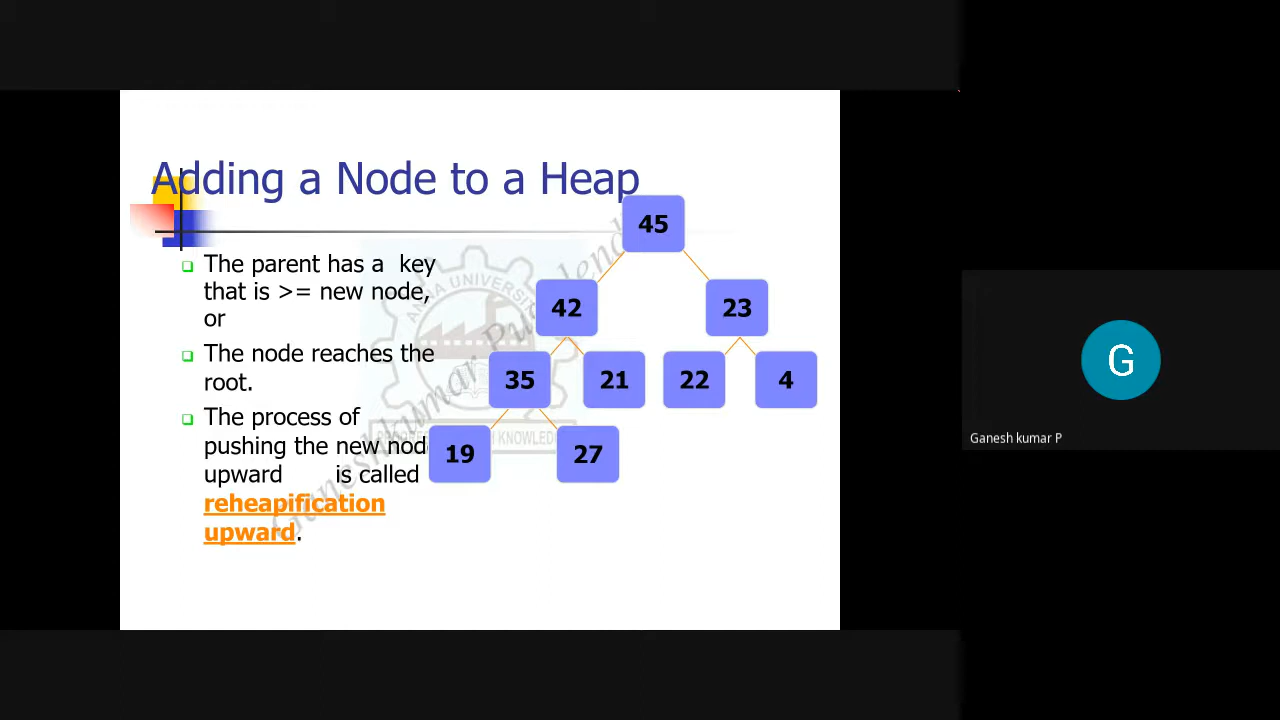 Adding a Node to a Heap
The parent has a key
that is >= new node,
or
The node reaches the
root.
The process of
pushing the new nod
upward is called
reheapification
upward.
45
42 23
35 21 22 4
19 27
Ganeshkumar
G
Ganesh kumar P